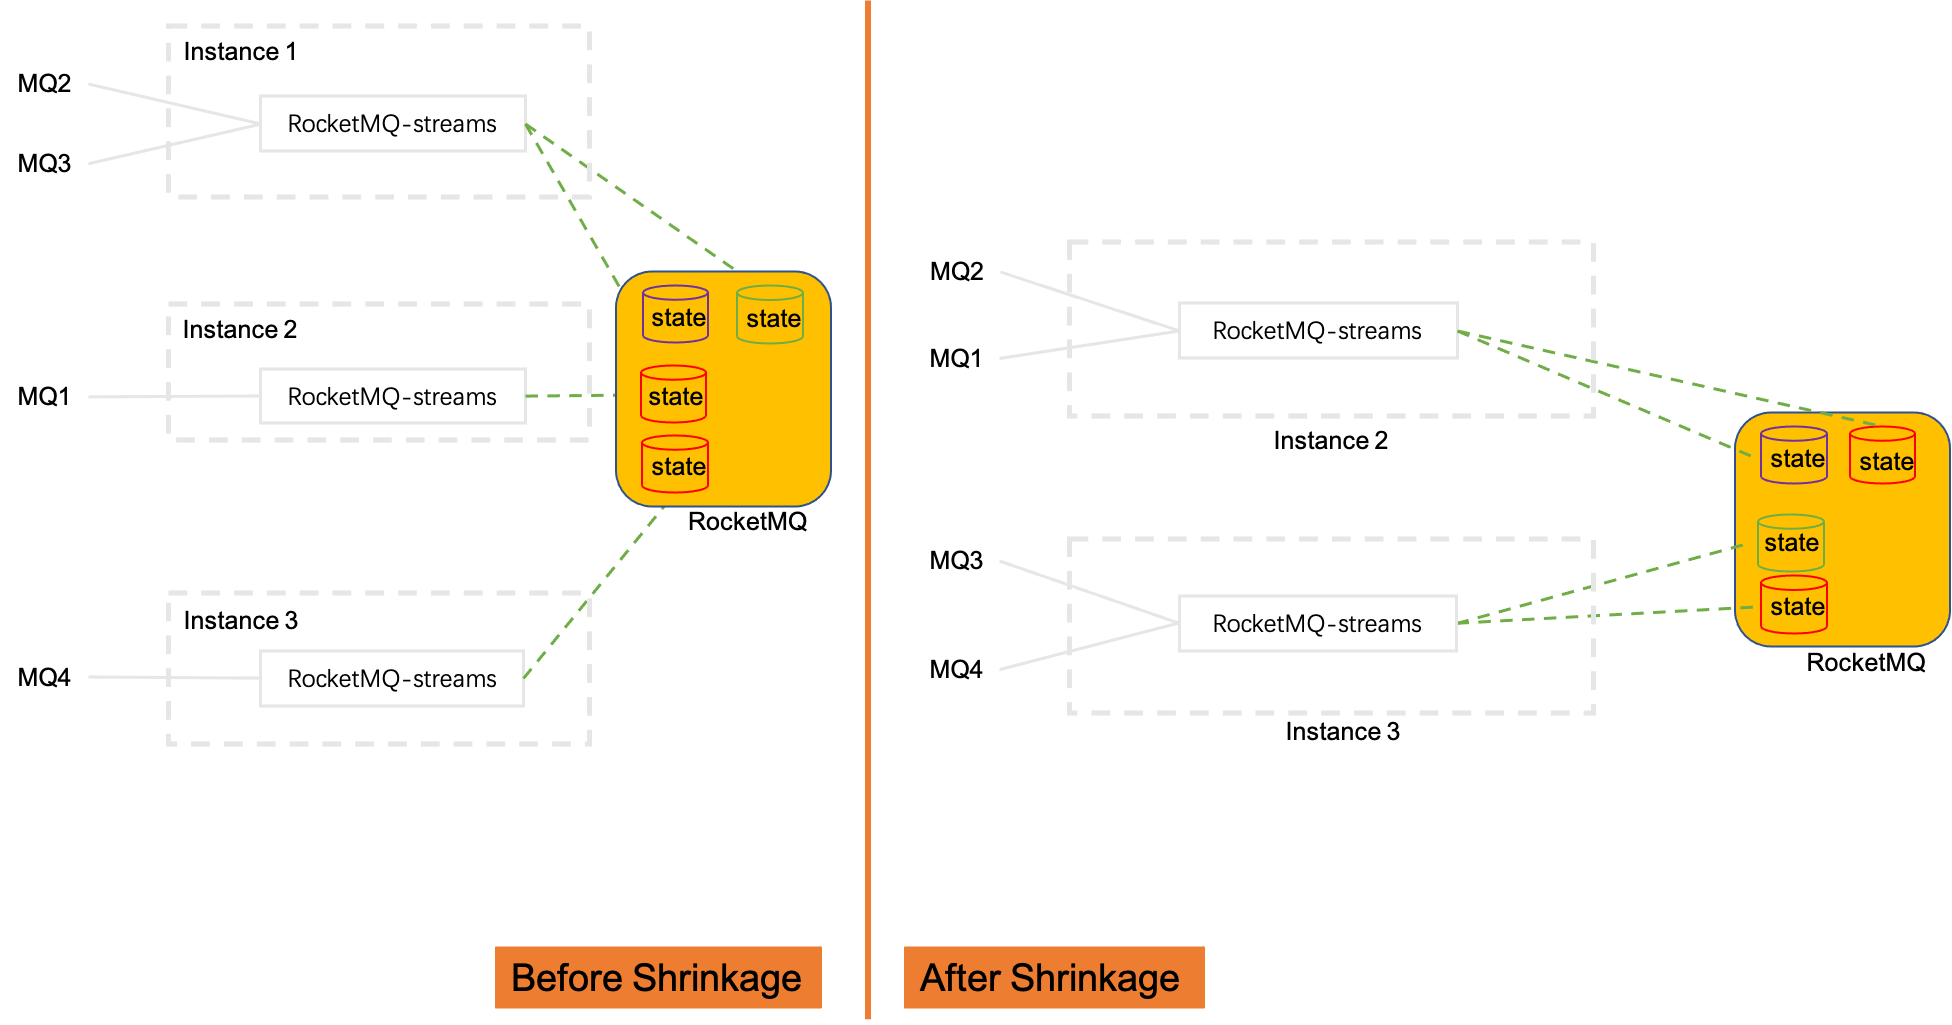 Instance 1
MQ2
RocketMQ-streams
MQ3
state
state
Instance 2
MQ1
RocketMQ-streams
state
state
RocketMQ
Instance 3
MQ4
RocketMQ-streams
Before Shrinkage
MQ2
RocketMQ-streams
MQ1
Instance 2
state
state
MQ3
state
RocketMQ-streams
state
MQ4
RocketMQ
Instance 3
After Shrinkage